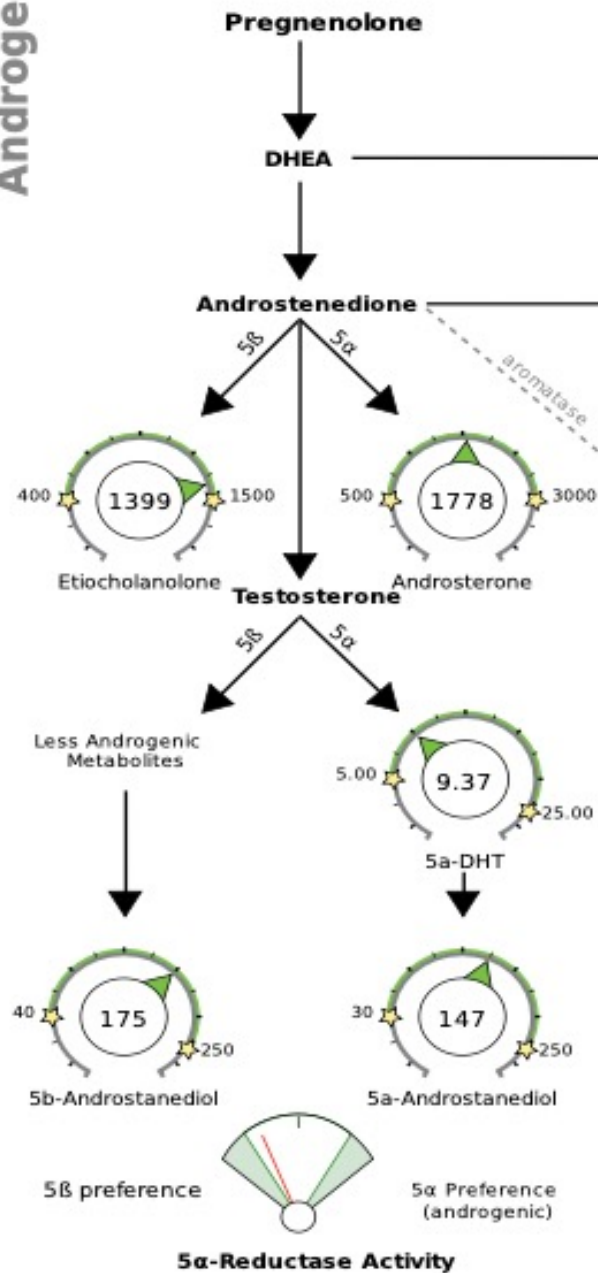 Androge
Pregnenolone
DHEA
Androstenedione
5ß
5α
aromatase
400
1399
1500
Etiocholanolone
500
1778
3000
Androsterone
Testosterone
5ß
5α
Less Androgenic
Metabolites
5.00
9.37
25.00
5a-DHT
40
175
250
5b-Androstanediol
30
147
250
5a-Androstanediol
5ß preference
5α Preference
(androgenic)
5α-Reductase Activity